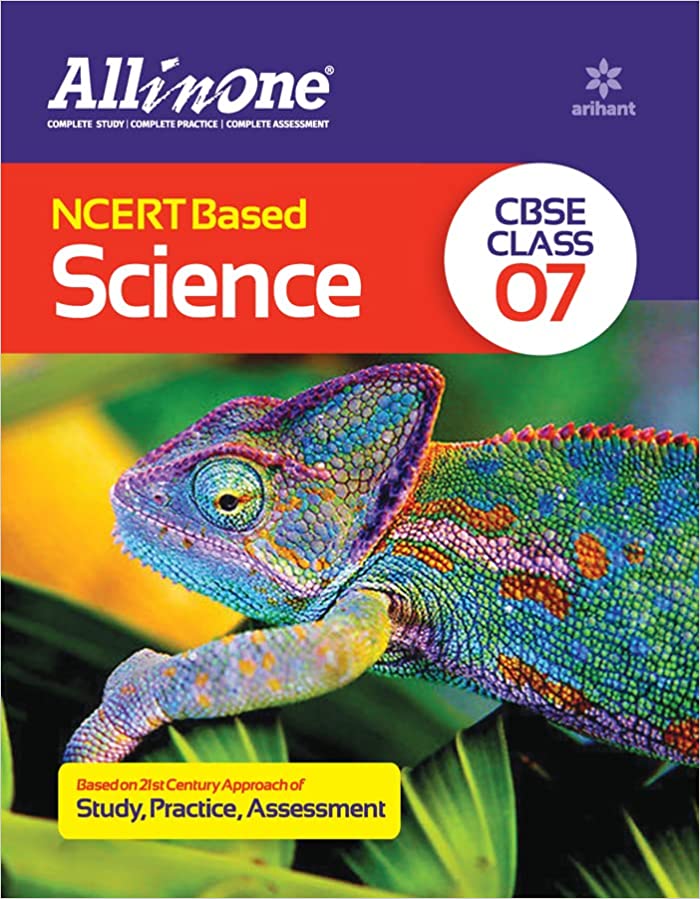 All in One®
COMPLETE STUDY | COMPLETE PRACTICE | COMPLETE ASSESSMENT
arihant
NCERT Based
Science
CBSE
CLASS
07
Based on 21st Century Approach of
Study, Practice, Assessment